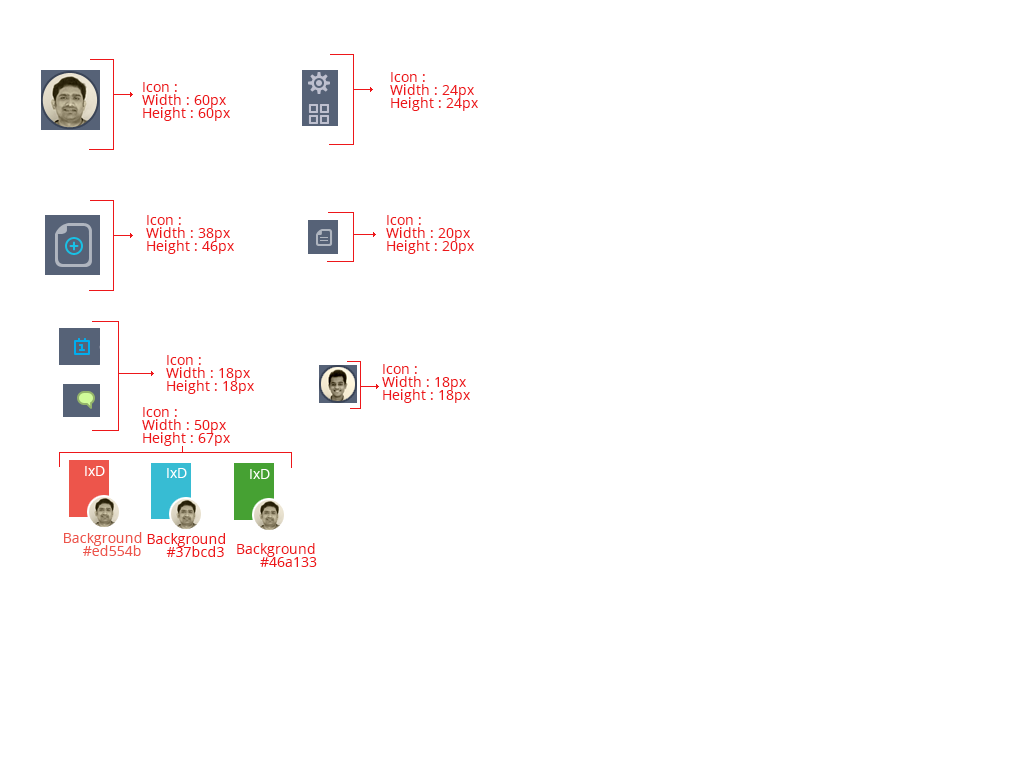 Icon :
Width : 60px
Height : 60px
Icon :
Width : 24px
Height : 24px
Icon :
Width : 38px
Height : 46px
Icon :
Width : 20px
Height : 20px
1
Icon :
Width : 18px
Height : 18px
Icon :
Width : 18px
Height : 18px
Icon :
Width : 50px
Height : 67px
IxD
IxD
IxD
Background
#ed554b
Background
#37bcd3
Background
#46a133